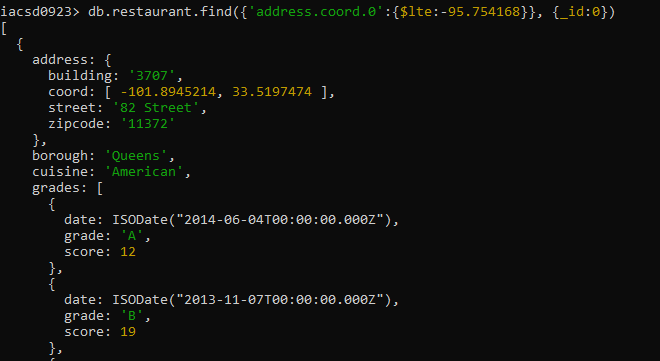 iacsd0923> db.restaurant.find({'address.coord.0':{$lte:-95.754168}}, {_id:0})
[
  {
    address: {
      building: '3707',
      coord: [ -101.8945214, 33.5197474 ],
      street: '82 Street',
      zipcode: '11372'
    },
    borough: 'Queens',
    cuisine: 'American',
    grades: [
      {
        date: ISODate("2014-06-04T00:00:00.000Z"),
        grade: 'A',
        score: 12
      },
      {
        date: ISODate("2013-11-07T00:00:00.000Z"),
        grade: 'B',
        score: 19
      },